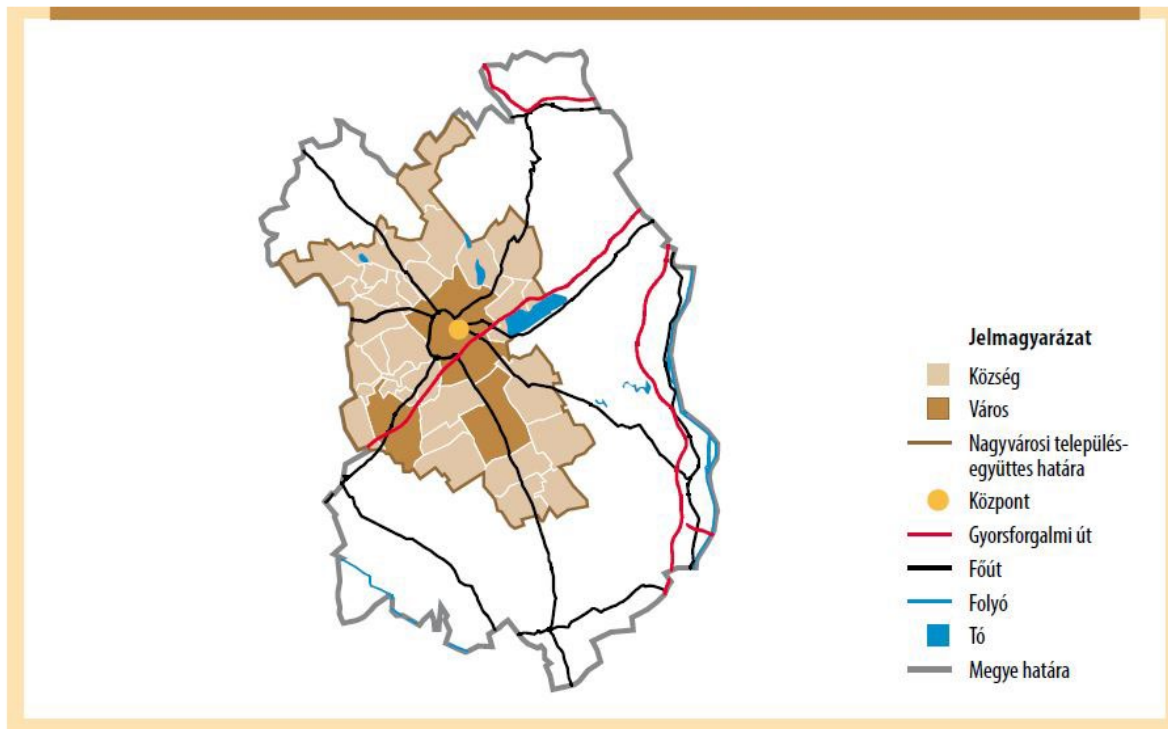 Jelmagyarázat
Község
Város
Nagyvárosi település-
együttes határa
Központ
Gyorsforgalmi út
Főút
Folyó
Tó
Megye határa